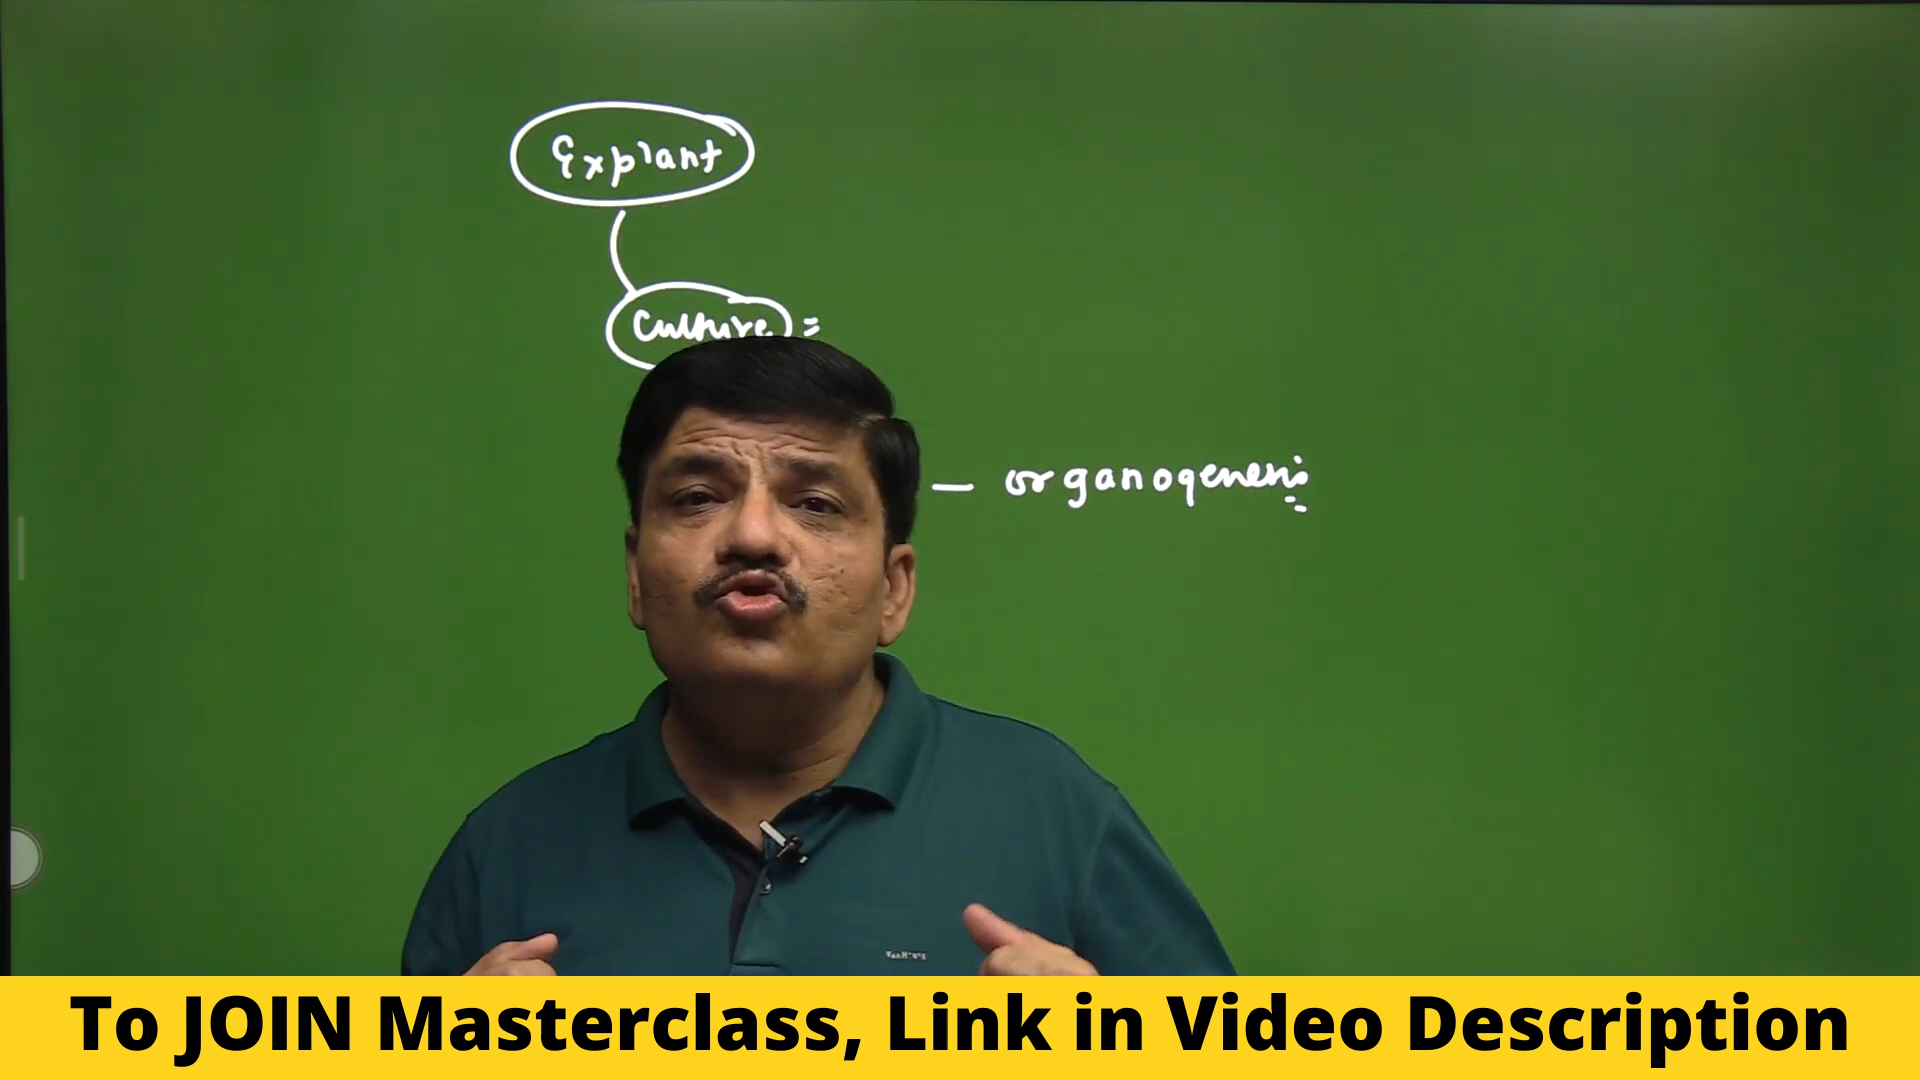 Explant
Culture =
– organogenesis
To JOIN Masterclass, Link in Video Description